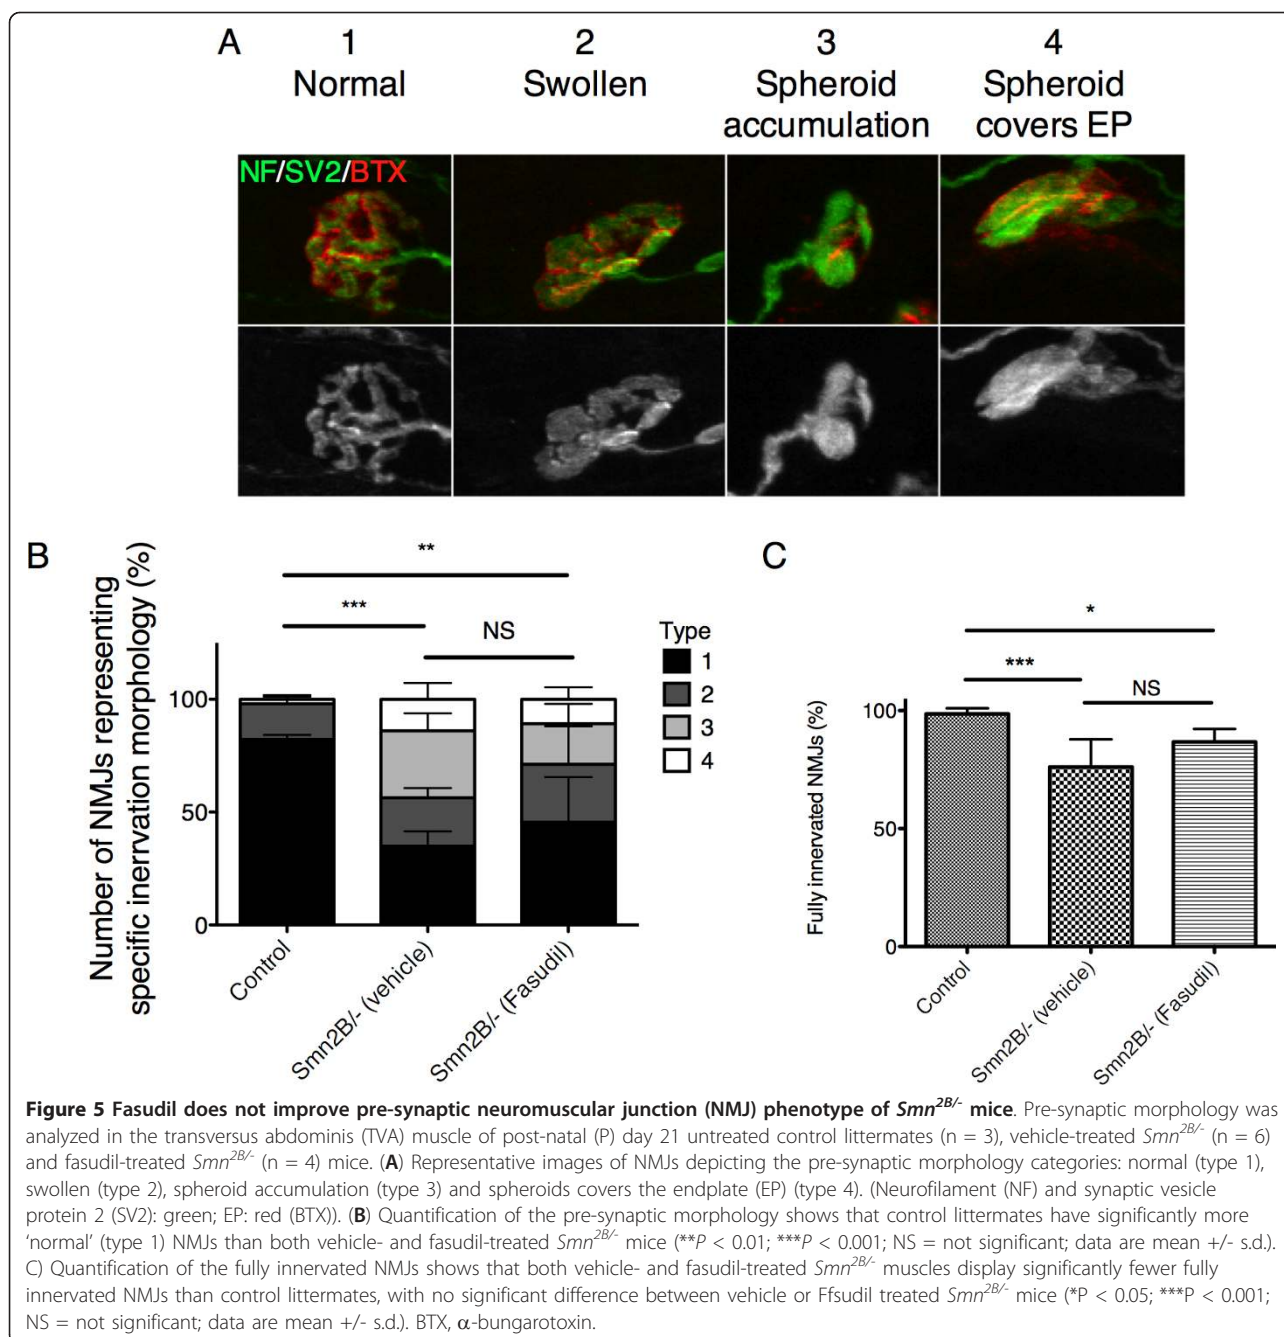 A
1 2 3 4
Normal Swollen Spheroid accumulation Spheroid covers EP
NF/SV2/BTX
B
Number of NMJs representing
specific inerrvation morphology (%)
**
***
NS
100
50
0
Control
Smn2B/- (vehicle)
Smn2B/- (Fasudil)
Type
1
2
3
4
C
Fully innervated NMJs (%)
*
***
NS
100
50
0
Control
Smn2B/- (vehicle)
Smn2B/- (Fasudil)
Figure 5 Fasudil does not improve pre-synaptic neuromuscular junction (NMJ) phenotype of Smn2B/- mice. Pre-synaptic morphology was
analyzed in the transversus abdominis (TVA) muscle of post-natal (P) day 21 untreated control littermates (n = 3), vehicle-treated Smn2B/- (n = 6)
and fasudil-treated Smn2B/- (n = 4) mice. (A) Representative images of NMJs depicting the pre-synaptic morphology categories: normal (type 1),
swollen (type 2), spheroid accumulation (type 3) and spheroids covers the endplate (EP) (type 4). (Neurofilament (NF) and synaptic vesicle
protein 2 (SV2): green; EP: red (BTX)). (B) Quantification of the pre-synaptic morphology shows that control littermates have significantly more
'normal' (type 1) NMJs than both vehicle- and fasudil-treated Smn2B/- mice (**P < 0.01; ***P < 0.001; NS = not significant; data are mean +/- s.d.).
C) Quantification of the fully innervated NMJs shows that both vehicle- and fasudil-treated Smn2B/- muscles display significantly fewer fully
innervated NMJs than control littermates, with no significant difference between vehicle or Ffsudil treated Smn2B/- mice (*P < 0.05; ***P < 0.001;
NS = not significant; data are mean +/- s.d.). BTX, α-bungarotoxin.